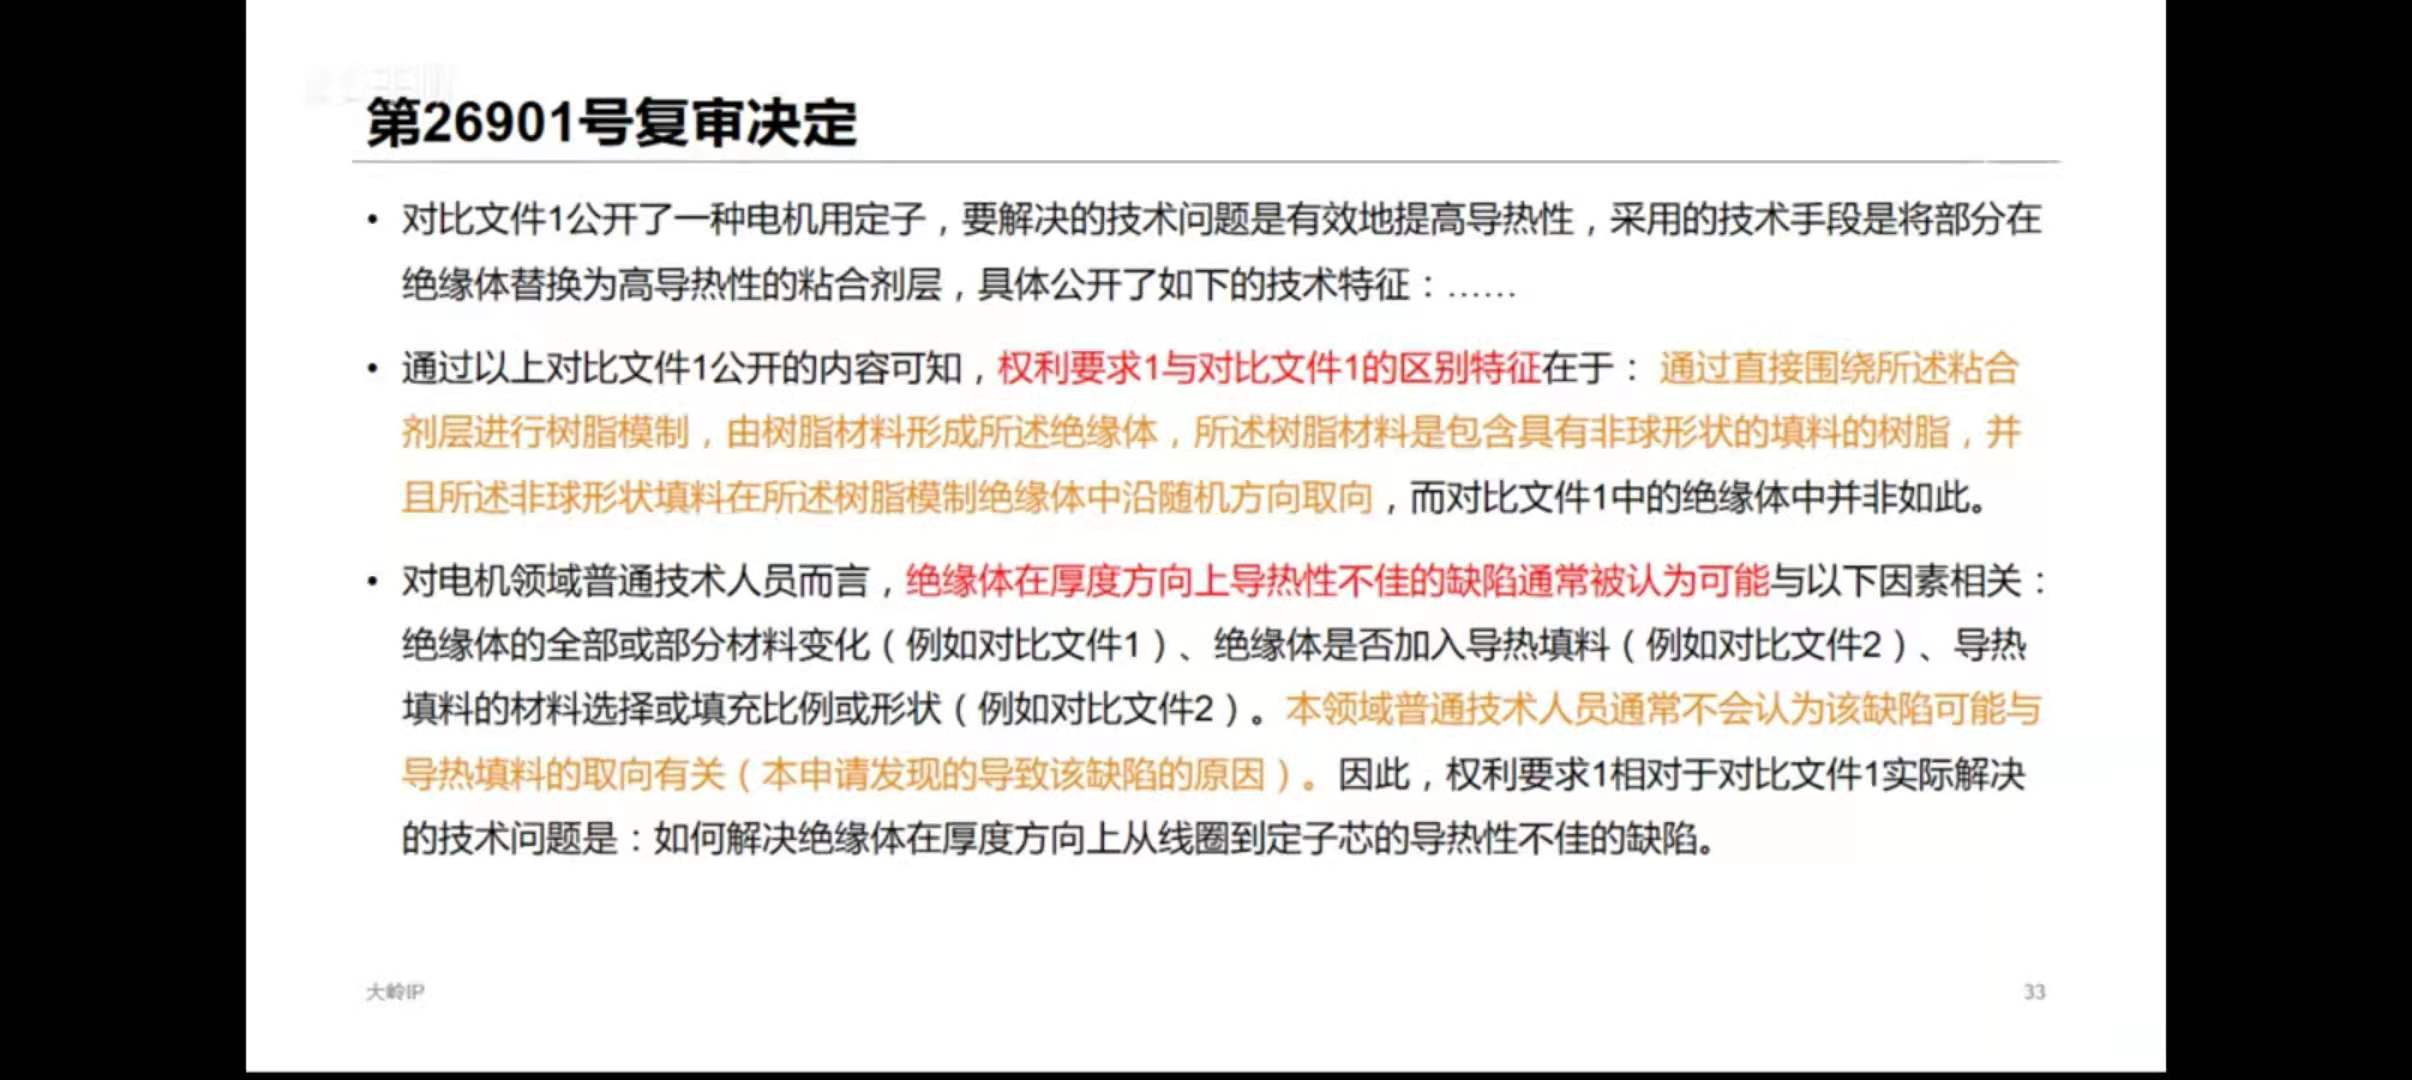 第26901号复审决定
• 对比文件1公开了一种电机用定子，要解决的技术问题是有效地提高导热性，采用的技术手段是将部分在
绝缘体替换为高导热性的粘合剂层，具体公开了如下的技术特征：……
• 通过以上对比文件1公开的内容可知，权利要求1与对比文件1的区别特征在于： 通过直接围绕所述粘合
剂层进行树脂模制，由树脂材料形成所述绝缘体，所述树脂材料是包含具有非球形状的填料的树脂，并
且所述非球形状填料在所述树脂模制绝缘体中沿随机方向取向，而对比文件1中的绝缘体中并非如此。
• 对电机领域普通技术人员而言，绝缘体在厚度方向上导热性不佳的缺陷通常被认为可能与以下因素相关：
绝缘体的全部或部分材料变化（例如对比文件1）、绝缘体是否加入导热填料（例如对比文件2）、导热
填料的材料选择或填充比例或形状（例如对比文件2）。本领域普通技术人员通常不会认为该缺陷可能与
导热填料的取向有关（本申请发现的导致该缺陷的原因）。因此，权利要求1相对于对比文件1实际解决
的技术问题是：如何解决绝缘体在厚度方向上从线圈到定子芯的导热性不佳的缺陷。
大岭IP
33